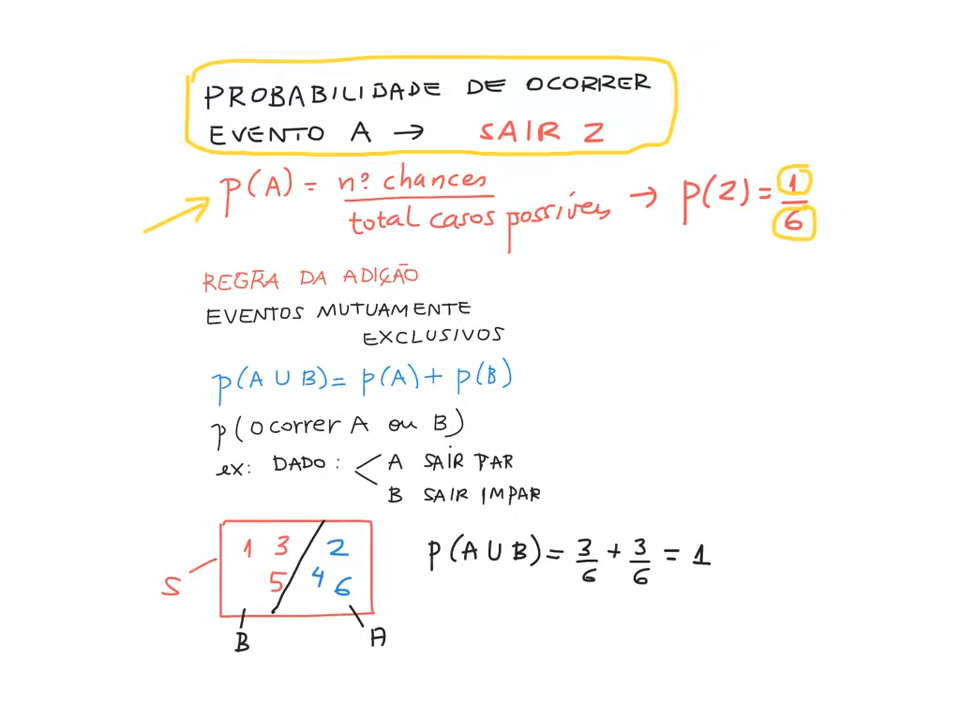 PROBABILIDADE DE OCORRER
EVENTO A → SAIR 2
p(A) = nº chances / total casos possíveis → p(2) = 1/6
REGRA DA ADIÇÃO
EVENTOS MUTUAMENTE
EXCLUSIVOS
p(A U B) = p(A) + p(B)
p(ocorrer A ou B)
ex: DADO: A SAIR PAR
B SAIR IMPAR
1 3 2
5 4 6
S
B A
P(A U B) = 3/6 + 3/6 = 1